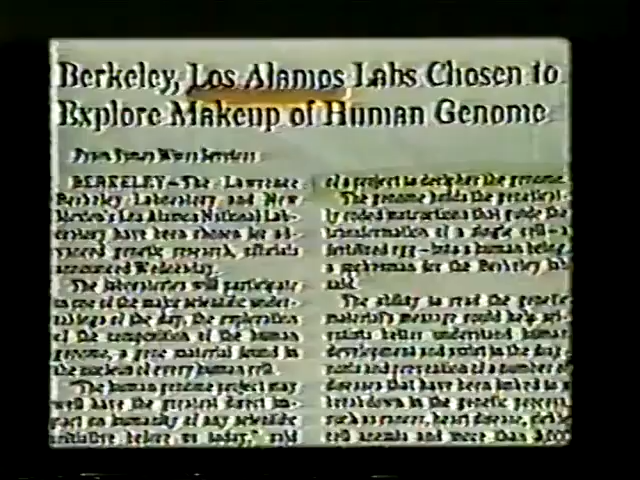 Berkeley, Los Alamos Labs Chosen to
Explore Makeup of Human Genome
From Times Wire Services
BERKELEY—The Lawrence
Berkeley Laboratory and New
Mexico's Los Alamos National Lab-
oratory have been chosen for ad-
vanced genetic research, officials
announced Wednesday.
The laboratories will participate
in one of the major scientific under-
takings of the day, the exploration
of the composition of the human
genome, a gene material found in
the nucleus of every human cell.
"The human genome project may
well have the greatest direct im-
pact on humanity of any scientific
initiative before us today," said
of a project to decipher the genome.
The genome holds the genetical-
ly coded instructions that guide the
transformation of a single cell—a
fertilized egg—into a human being,
a spokesman for the Berkeley lab
said.
The ability to read the genetic
material's message could help sci-
entists better understand human
development and assist in the diag-
nosis and treatment of a number of
diseases that have been linked to a
breakdown in the genetic process,
such as cancer, heart disease, sickle
cell anemia and more than